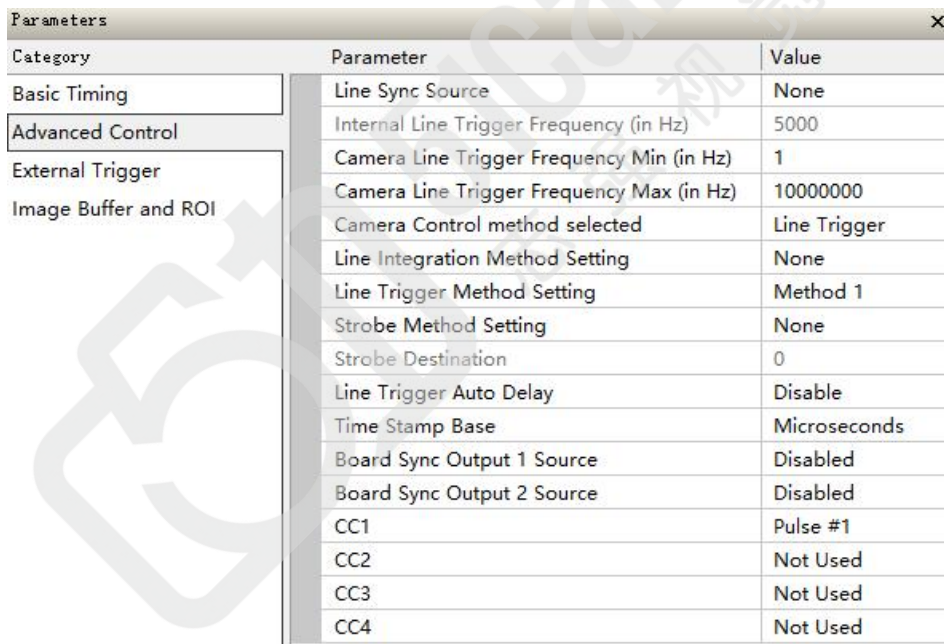 Parameters
Category Parameter Value
Basic Timing
Advanced Control
External Trigger
Image Buffer and ROI
Line Sync Source None
Internal Line Trigger Frequency (in Hz) 5000
Camera Line Trigger Frequency Min (in Hz) 1
Camera Line Trigger Frequency Max (in Hz) 10000000
Camera Control method selected Line Trigger
Line Integration Method Setting None
Line Trigger Method Setting Method 1
Strobe Method Setting None
Strobe Destination 0
Line Trigger Auto Delay Disable
Time Stamp Base Microseconds
Board Sync Output 1 Source Disabled
Board Sync Output 2 Source Disabled
CC1 Pulse #1
CC2 Not Used
CC3 Not Used
CC4 Not Used